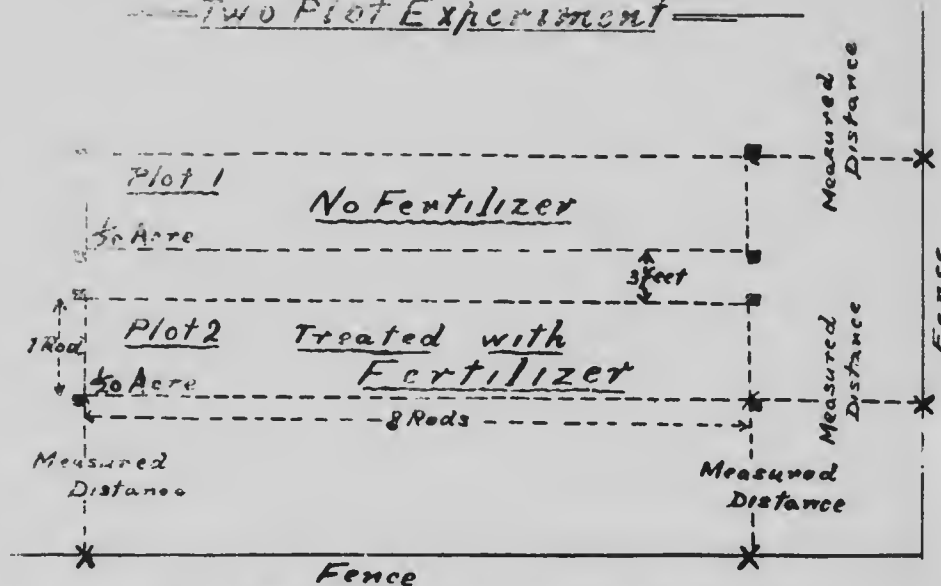 Two Plot Experiment
Measured
Distance
Plot 1
No Fertilizer
1/20 Acre
3 feet
Fence
1 Rod
Plot 2 Treated with
Fertilizer
1/20 Acre
8 Rods
Measured
Distance
Measured
Distance
Measured
Distance
Fence